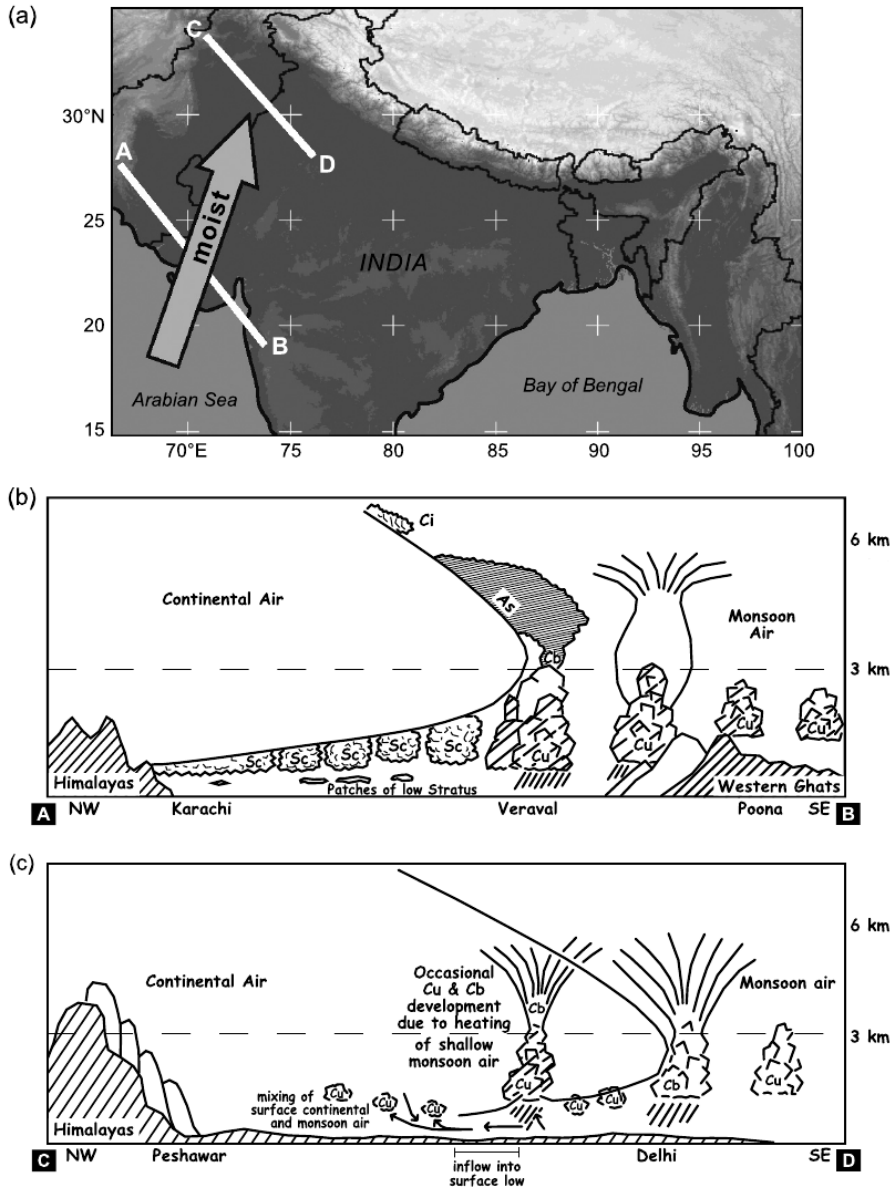 (a)
C
30°N
A
D
moist
25
INDIA
20
B
Arabian Sea
Bay of Bengal
15
70°E 75 80 85 90 95 100
(b)
Ci
6 km
Continental Air
As
Monsoon
Air
Cb
3 km
Sc Sc Sc Sc Sc Cu Cu Cu Cu
Himalayas
Patches of low Stratus
Western Ghats
A NW Karachi Veraval Poona SE B
(c)
6 km
Continental Air
Occasional
Cu & Cb
development
due to heating
of shallow
monsoon air
Cb
Monsoon air
3 km
mixing of
surface continental
and monsoon air
Cu Cu Cu Cu Cu Cu Cb Cu
Himalayas
C NW Peshawar Delhi SE D
inflow into
surface low